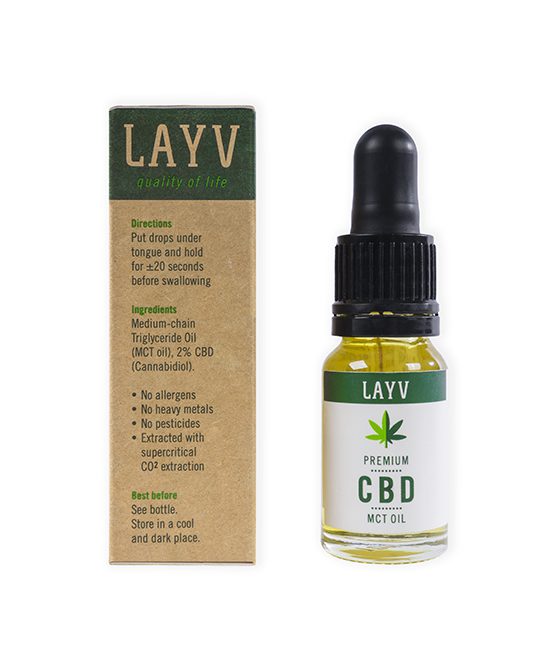 LAYV
quality of life
Directions
Put drops under
tongue and hold
for ±20 seconds
before swallowing
Ingredients
Medium-chain
Triglyceride Oil
(MCT oil), 2% CBD
(Cannabidiol).
• No allergens
• No heavy metals
• No pesticides
• Extracted with
supercritical
CO² extraction
Best before
See bottle.
Store in a cool
and dark place.
LAYV
PREMIUM
CBD
MCT OIL